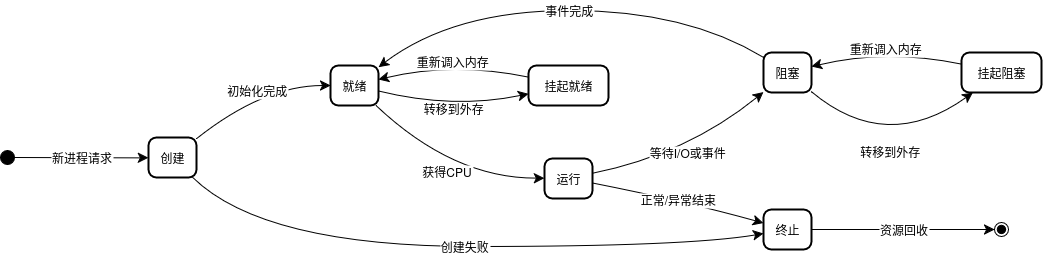 事件完成
重新调入内存
重新调入内存
就绪
挂起就绪
阻塞
挂起阻塞
初始化完成
转移到外存
转移到外存
新进程请求
创建
获得CPU
运行
等待I/O或事件
正常/异常结束
终止
资源回收
创建失败